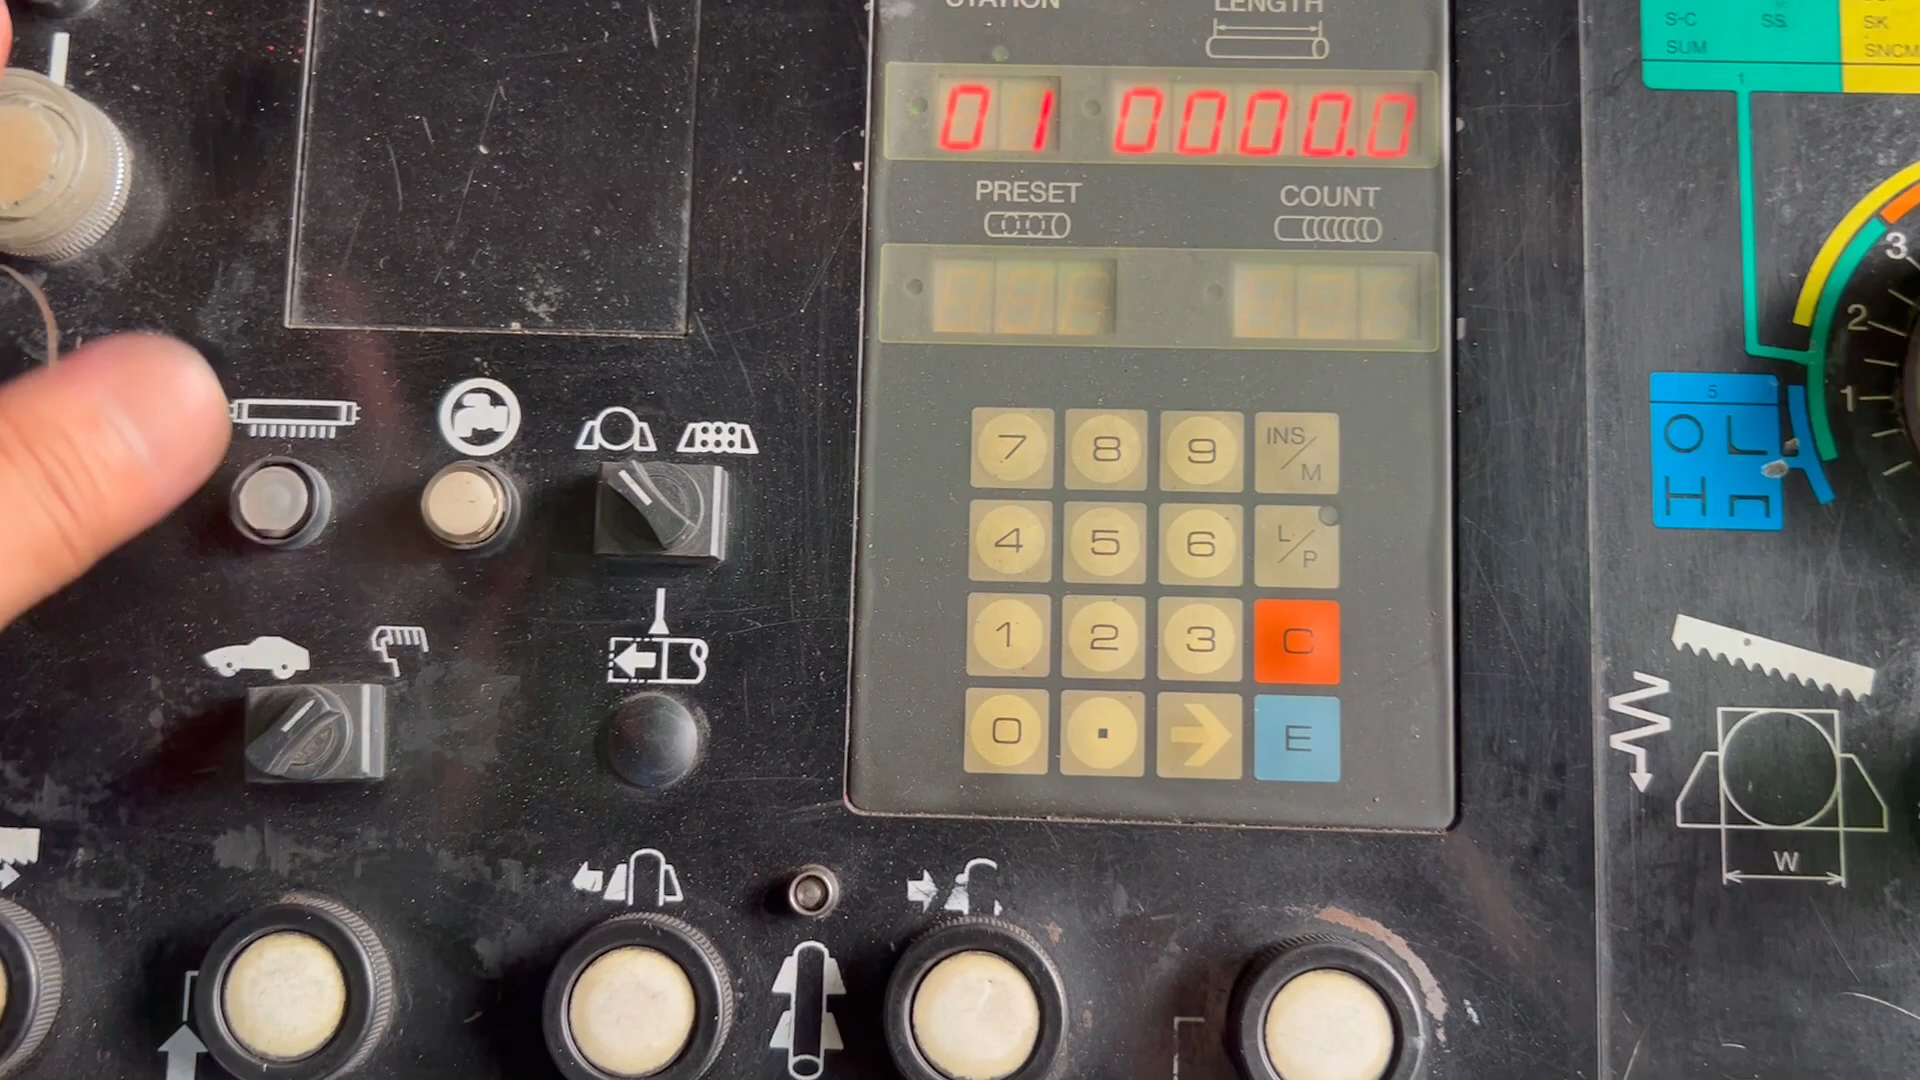 STATION LENGTH
S-C SS SK
SUM SNCM
1
01 0000.0
PRESET COUNT
3
2
1
5
7 8 9 INS/M
4 5 6 L/P
1 2 3 C
0 . → E
W